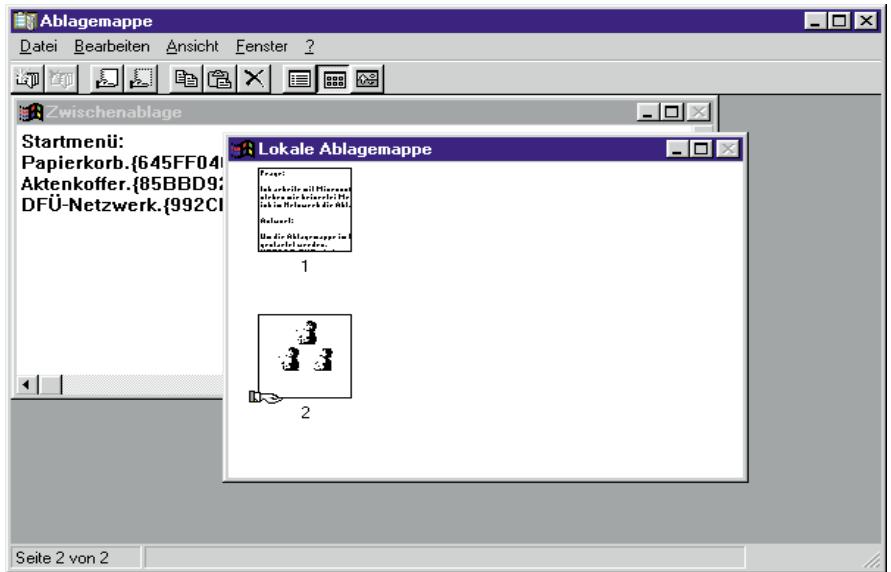 Ablagemappe
Datei Bearbeiten Ansicht Fenster ?
Zwischenablage
Startmenü:
Papierkorb.{645FF04
Aktenkoffer.{85BBD92
DFÜ-Netzwerk.{992C
Lokale Ablagemappe
Frage:
Antwort:
1
2
Seite 2 von 2